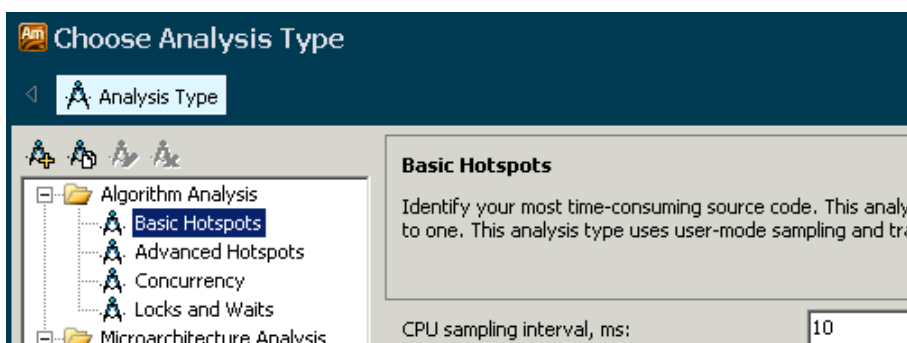 Am Choose Analysis Type
Analysis Type
Basic Hotspots
Algorithm Analysis
Identify your most time-consuming source code. This analy
Basic Hotspots
to one. This analysis type uses user-mode sampling and tra
Advanced Hotspots
Concurrency
Locks and Waits
Microarchitecture Analysis
CPU sampling interval, ms:
10